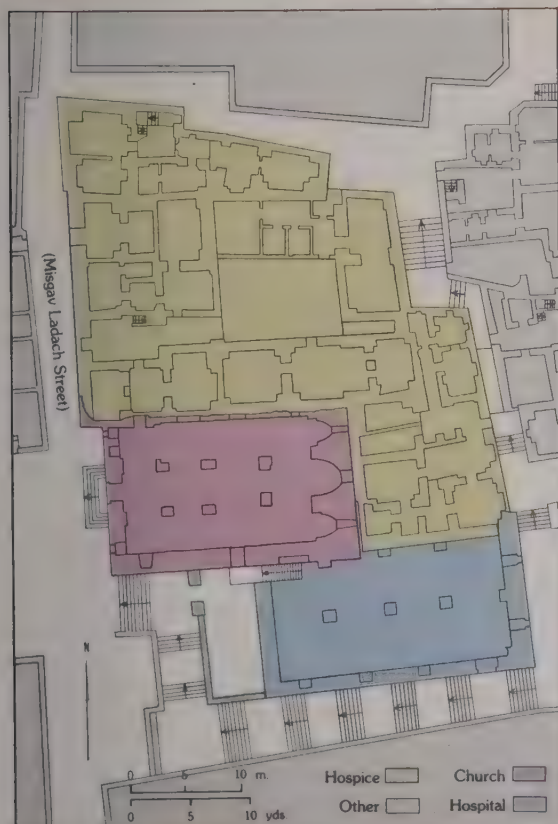 (Misgav Ladach Street)
N
0 5 10 m.
0 5 10 yds.
Hospice Church
Other Hospital